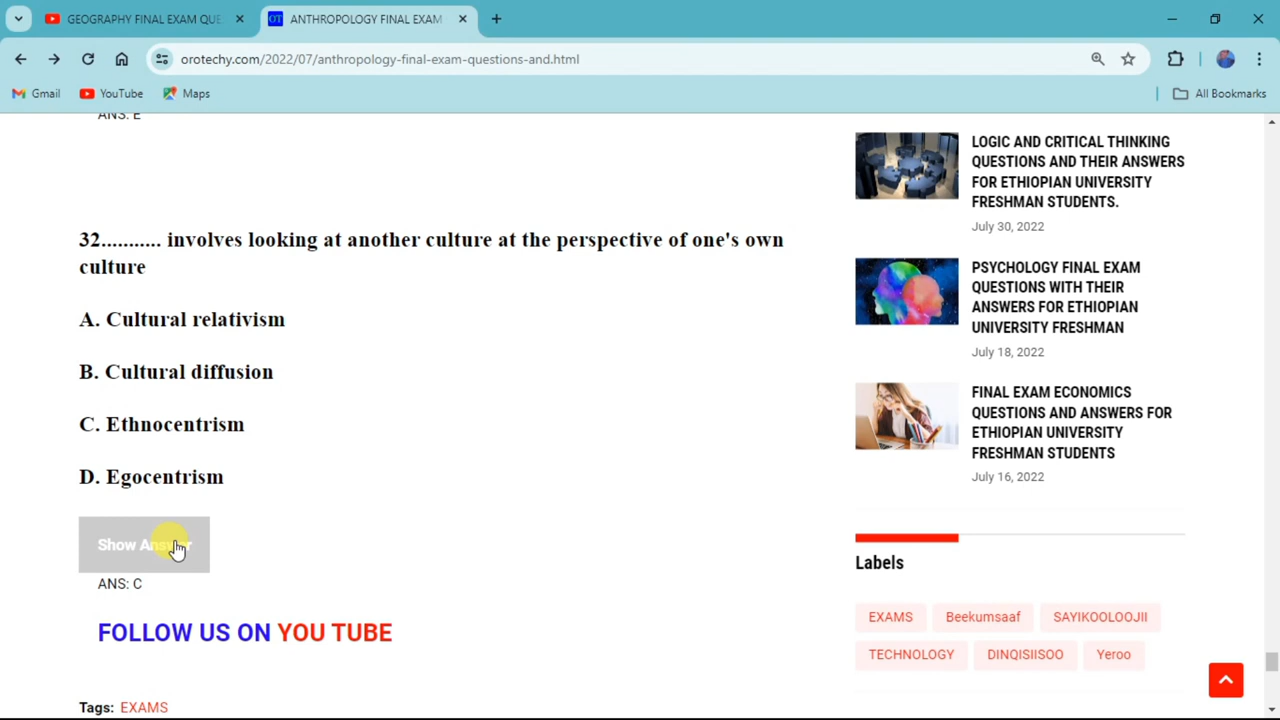 GEOGRAPHY FINAL EXAM QUE
OT
ANTHROPOLOGY FINAL EXAM
orotechy.com/2022/07/anthropology-final-exam-questions-and.html
Gmail
YouTube
Maps
All Bookmarks
ANS: E
32........... involves looking at another culture at the perspective of one's own
culture
A. Cultural relativism
B. Cultural diffusion
C. Ethnocentrism
D. Egocentrism
Show Answer
ANS: C
FOLLOW US ON YOU TUBE
Tags: EXAMS
LOGIC AND CRITICAL THINKING
QUESTIONS AND THEIR ANSWERS
FOR ETHIOPIAN UNIVERSITY
FRESHMAN STUDENTS.
July 30, 2022
PSYCHOLOGY FINAL EXAM
QUESTIONS WITH THEIR
ANSWERS FOR ETHIOPIAN
UNIVERSITY FRESHMAN
July 18, 2022
FINAL EXAM ECONOMICS
QUESTIONS AND ANSWERS FOR
ETHIOPIAN UNIVERSITY
FRESHMAN STUDENTS
July 16, 2022
Labels
EXAMS
Beekumsaaf
SAYIKOOLOOJII
TECHNOLOGY
DINQISIISOO
Yeroo